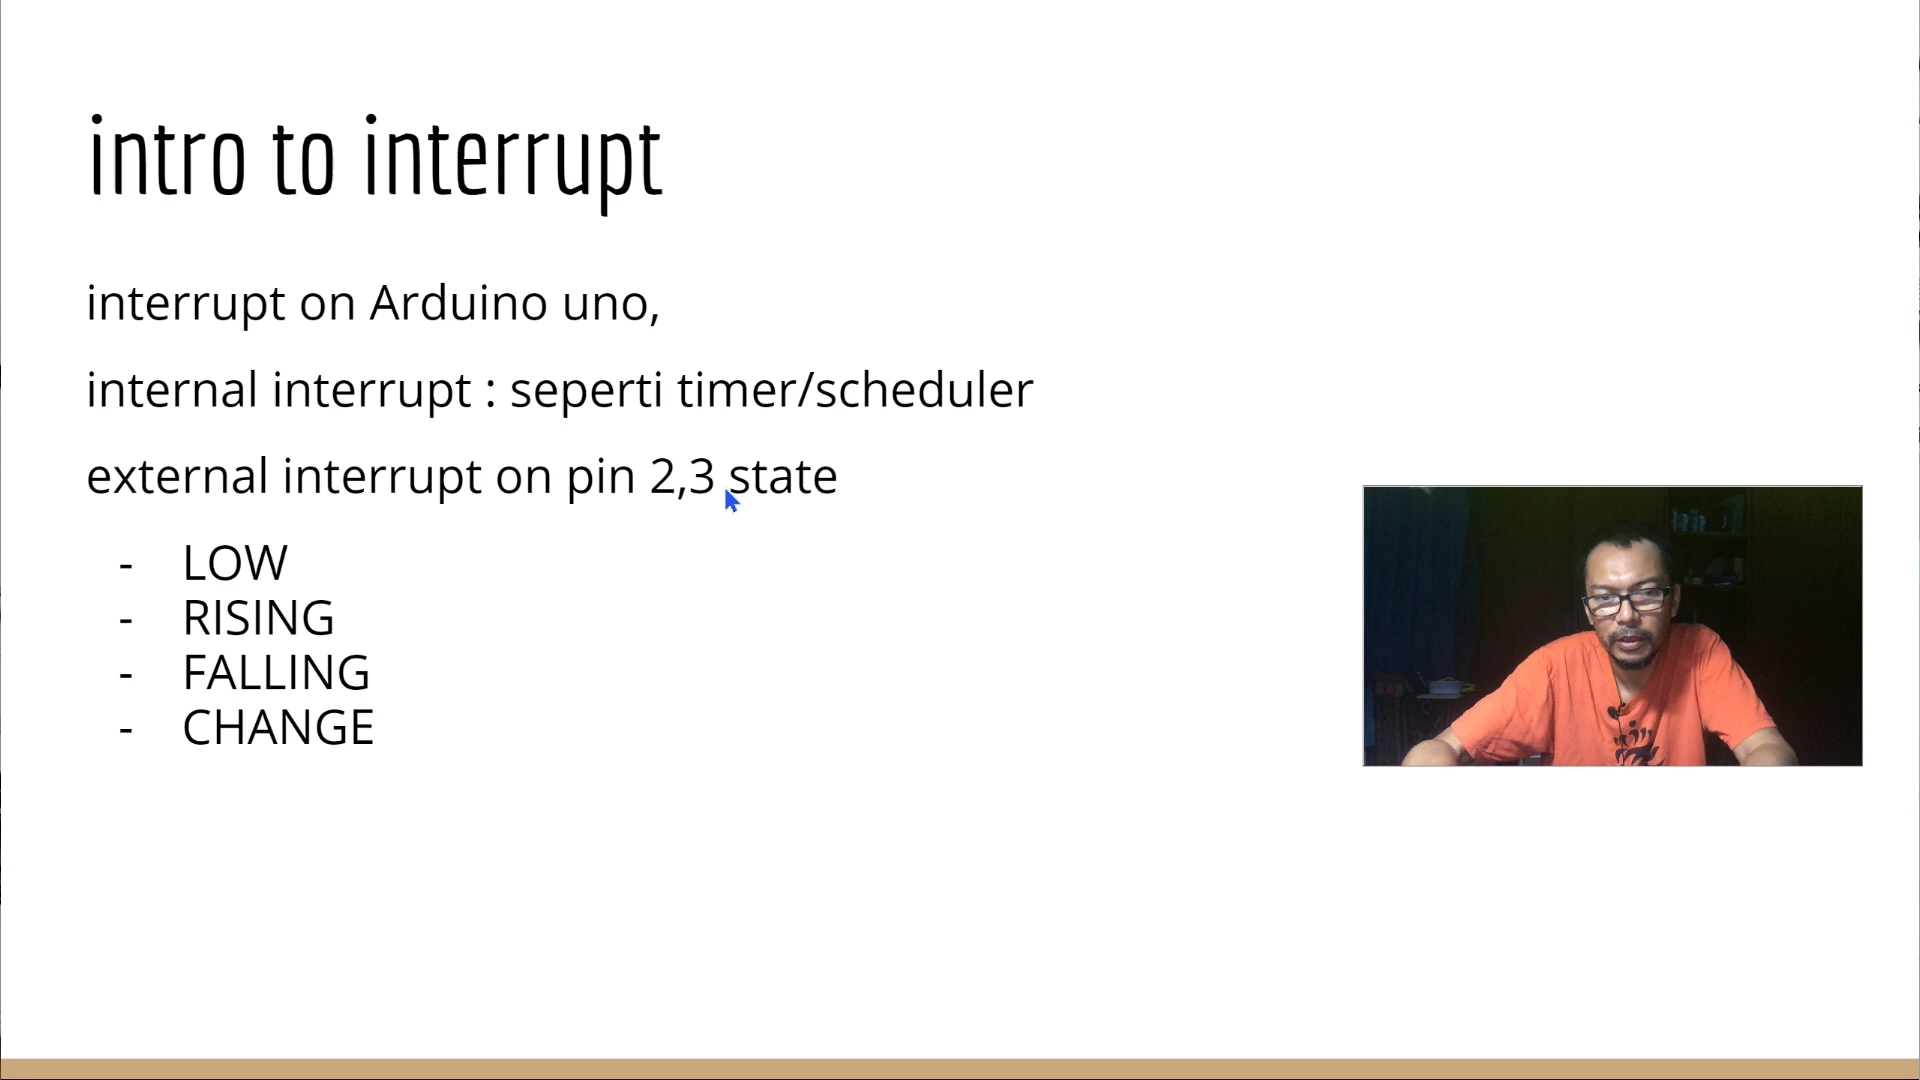 intro to interrupt
interrupt on Arduino uno,
internal interrupt : seperti timer/scheduler
external interrupt on pin 2,3 state
- LOW
- RISING
- FALLING
- CHANGE